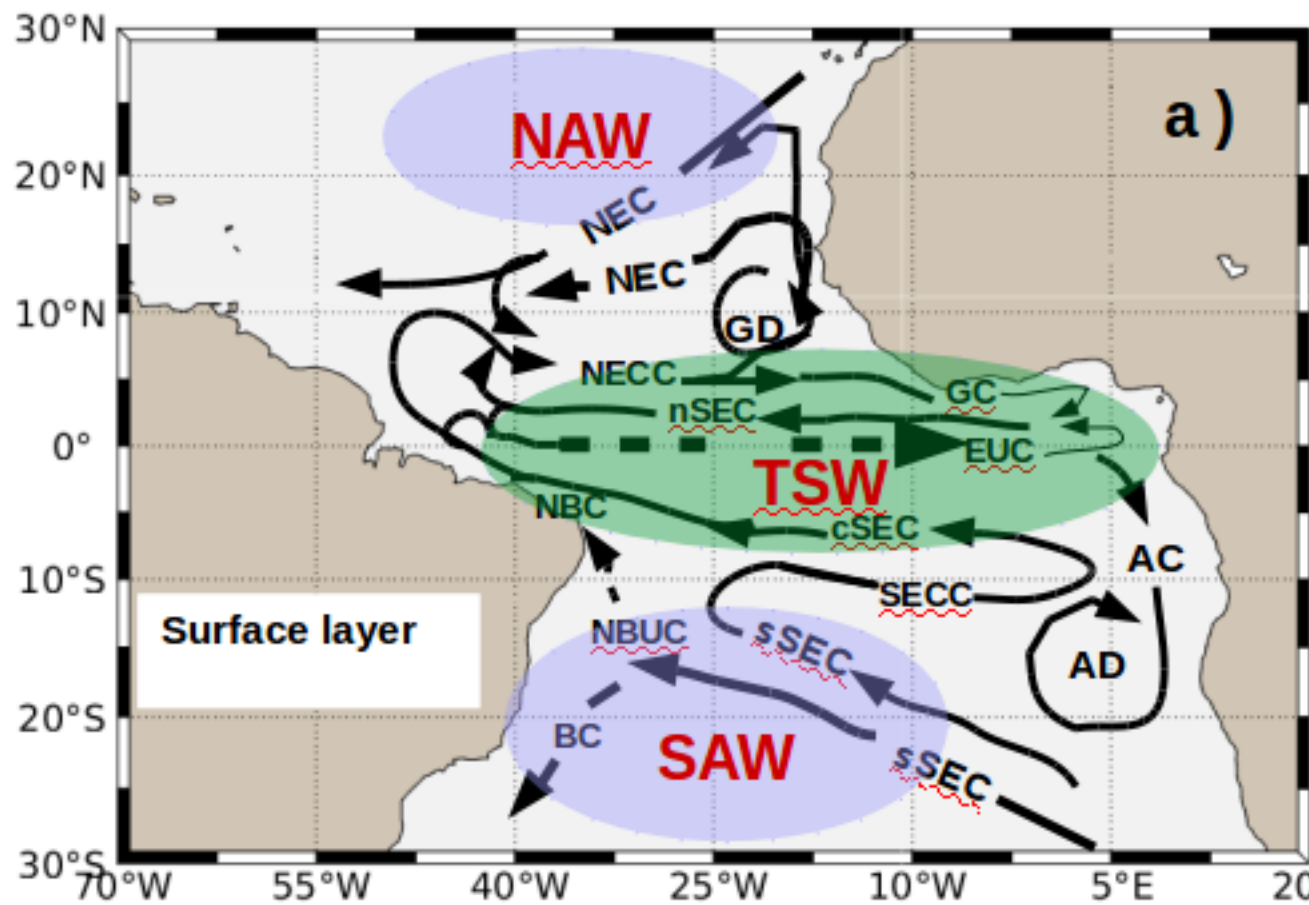 30°N
a )
NAW
20°N
NEC
NEC
10°N
GD
NECC
GC
nSEC
0°
EUC
TSW
NBC
cSEC
AC
10°S
SECC
Surface layer
NBUC
sSEC
AD
20°S
BC
SAW
sSEC
30°S
70°W 55°W 40°W 25°W 10°W 5°E 20